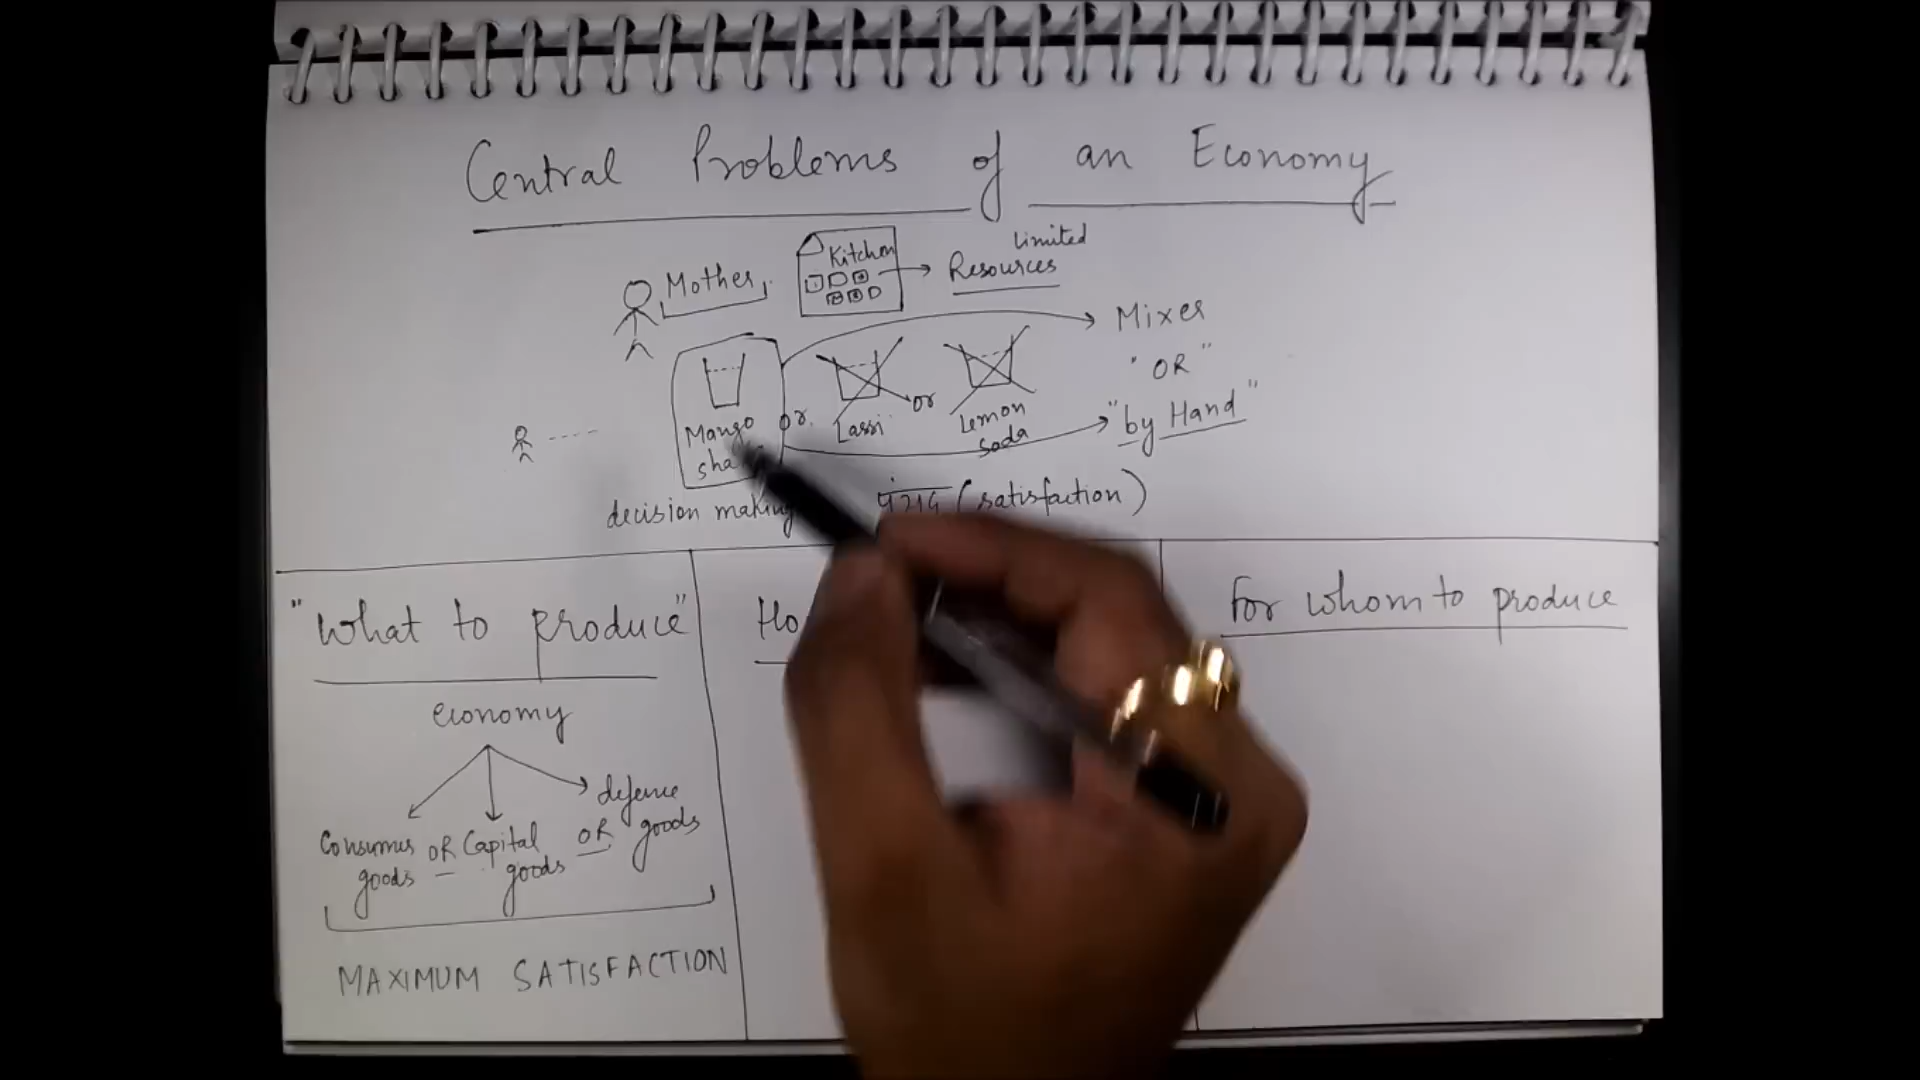 Central Problems of an Economy
Mother
Kitchen
Limited
Resources
Mixer
"OR"
"by Hand"
Mango or Lassi or Lemon soda
decision making
(satisfaction)
"What to produce"
For whom to produce
economy
Consumer goods OR Capital goods OR defence goods
MAXIMUM SATISFACTION